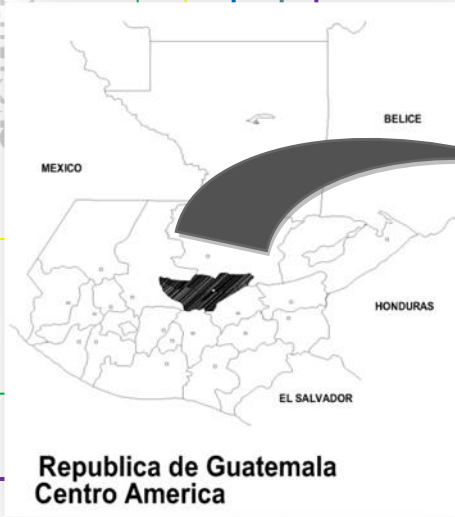 BELICE
MEXICO
HONDURAS
EL SALVADOR
Republica de Guatemala
Centro America